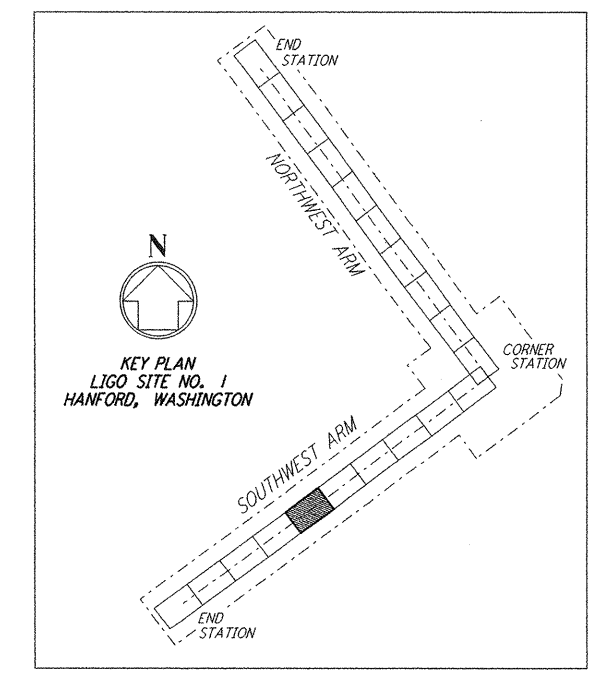 END
STATION
NORTHWEST ARM
N
KEY PLAN
LIGO SITE NO. 1
HANFORD, WASHINGTON
CORNER
STATION
SOUTHWEST ARM
END
STATION